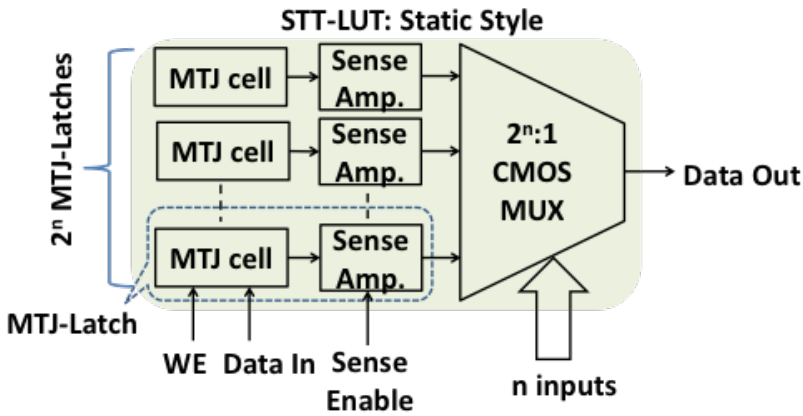 STT-LUT: Static Style
2ⁿ MTJ-Latches
MTJ cell
Sense
Amp.
MTJ cell
Sense
Amp.
MTJ cell
Sense
Amp.
2ⁿ:1
CMOS
MUX
Data Out
MTJ-Latch
WE
Data In
Sense
Enable
n inputs